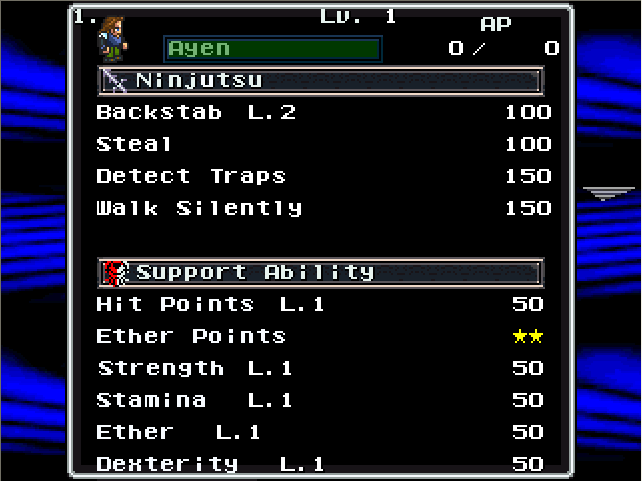 1. Lv. 1 AP
Ayen 0/ 0
Ninjutsu
Backstab L.2 100
Steal 100
Detect Traps 150
Walk Silently 150
Support Ability
Hit Points L.1 50
Ether Points ★★
Strength L.1 50
Stamina L.1 50
Ether L.1 50
Dexterity L.1 50